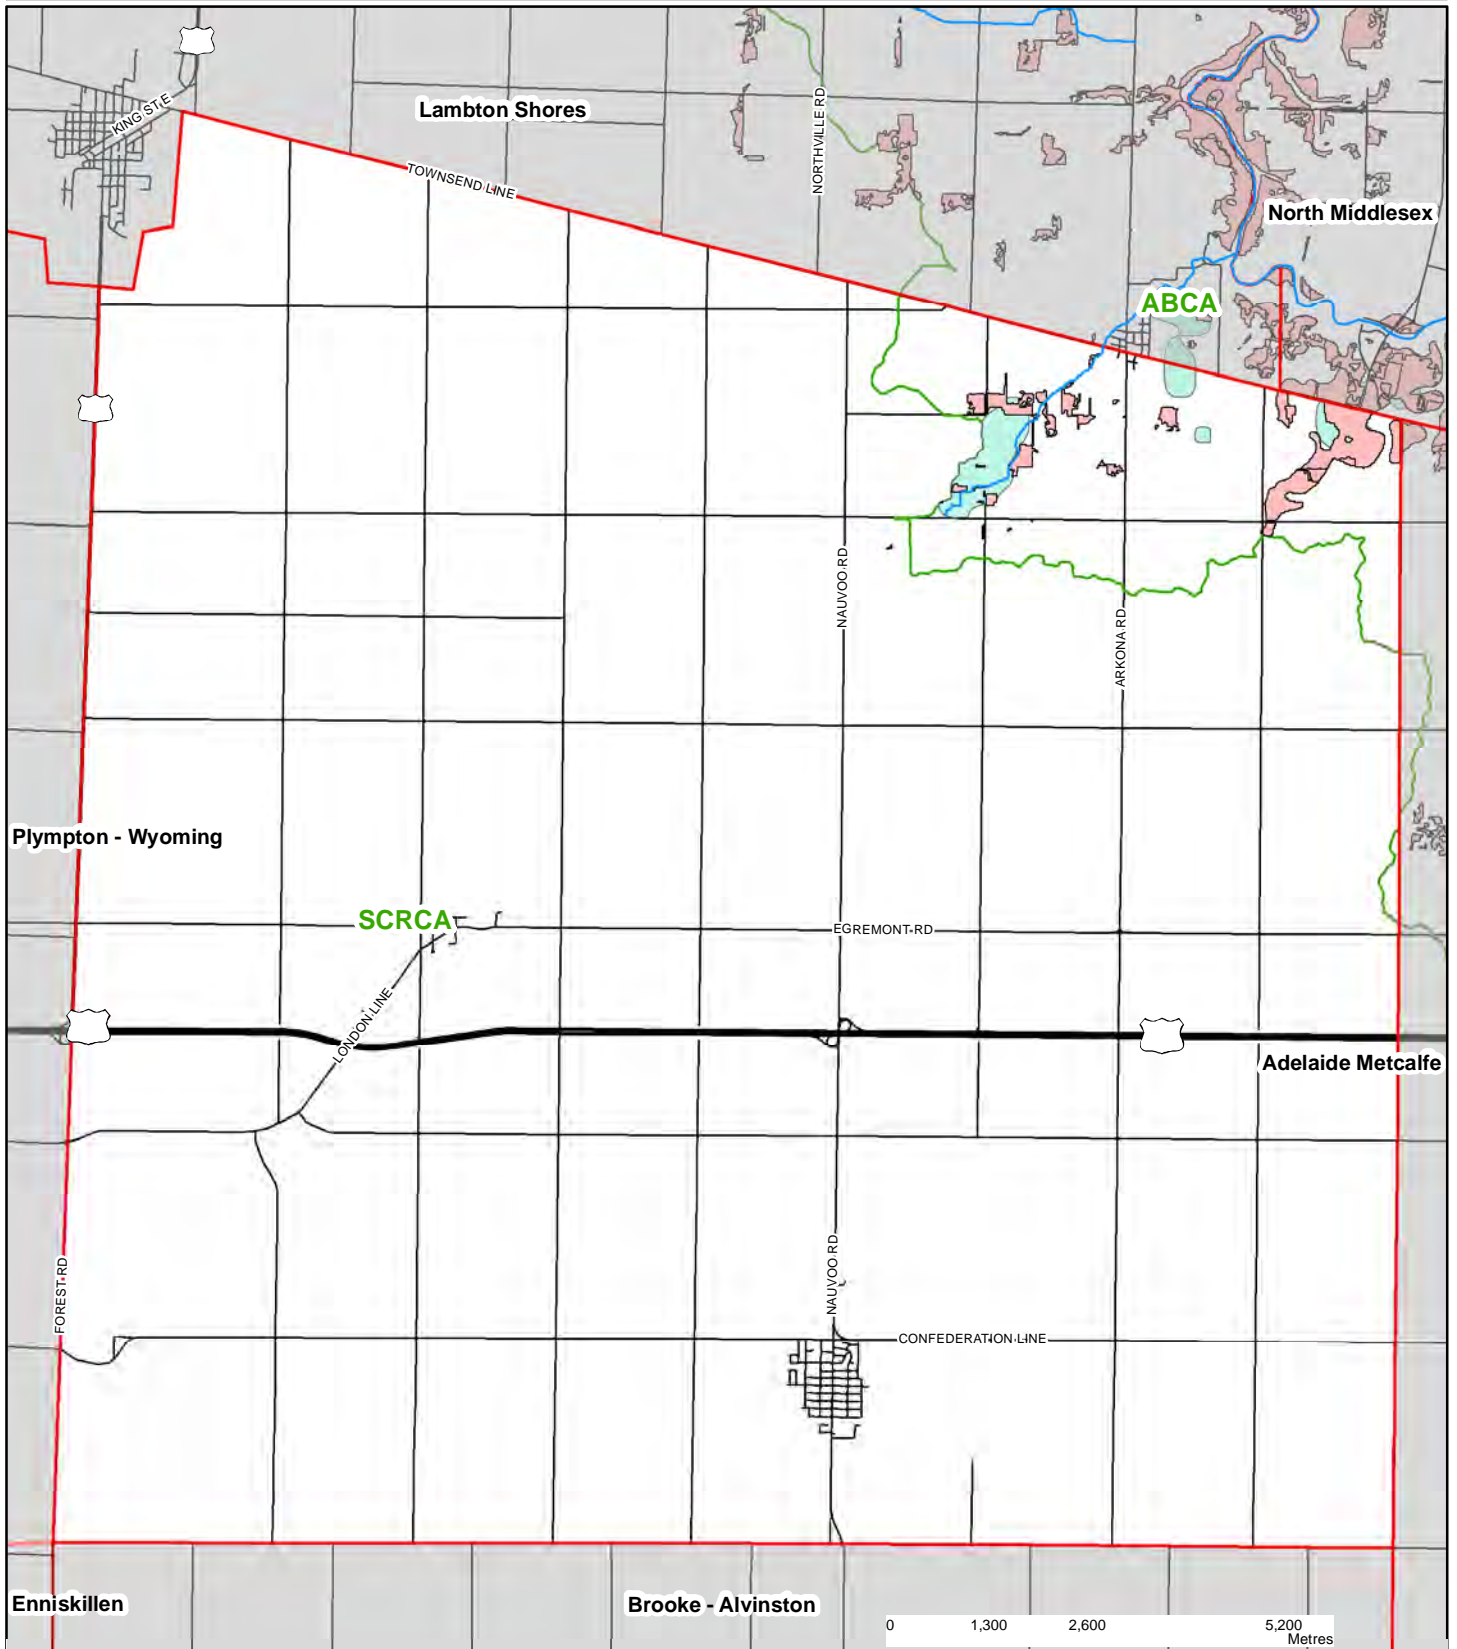 KING ST E
Lambton Shores
NORTHVILLE RD
TOWNSEND LINE
North Middlesex
ABCA
NAUVOO RD
ARKONA RD
Plympton - Wyoming
SCRCA
EGREMONT RD
LONDON LINE
Adelaide Metcalfe
FOREST RD
NAUVOO RD
CONFEDERATION LINE
Enniskillen
Brooke - Alvinston
0 1,300 2,600 5,200
Metres